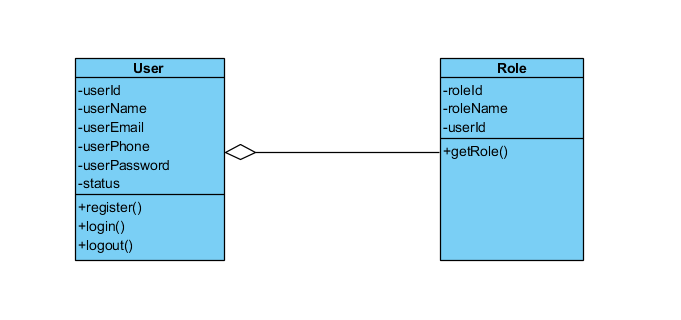 User
-userId
-userName
-userEmail
-userPhone
-userPassword
-status
+register()
+login()
+logout()
Role
-roleId
-roleName
-userId
+getRole()